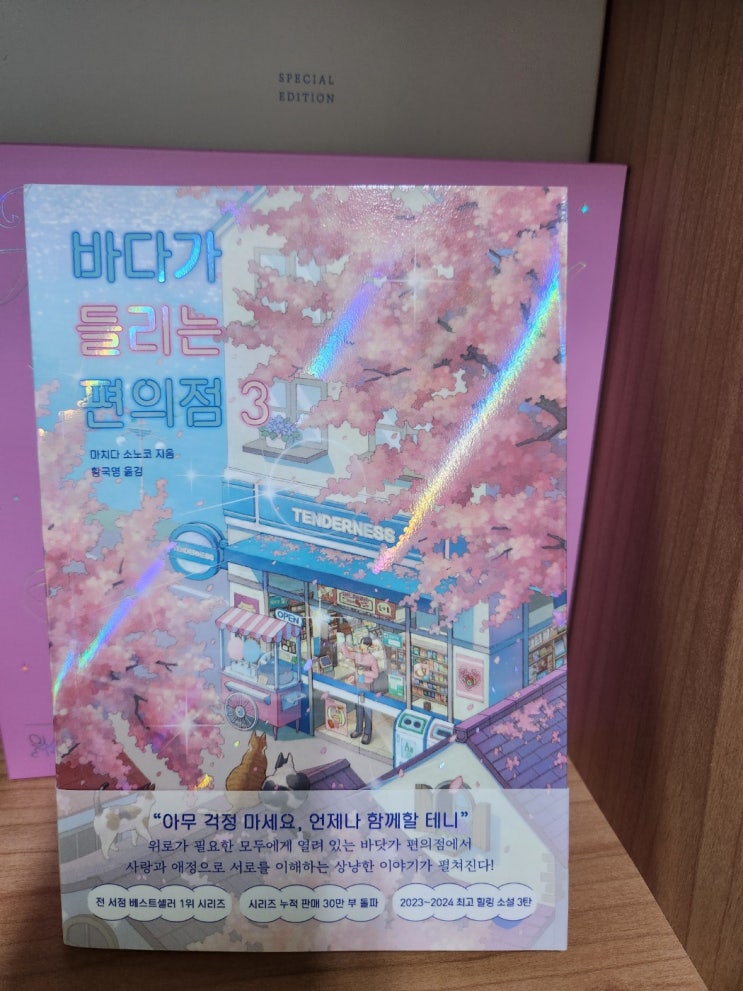 SPECIAL
EDITION
바다가
들리는
편의점 3
마치다 소노코 지음
황국영 옮김
TENDERNESS
TENDERNESS
OPEN
“아무 걱정 마세요, 언제나 함께할 테니”
위로가 필요한 모두에게 열려 있는 바닷가 편의점에서
사랑과 애정으로 서로를 이해하는 상냥한 이야기가 펼쳐진다!
전 서점 베스트셀러 1위 시리즈
시리즈 누적 판매 30만 부 돌파
2023~2024 최고 힐링 소설 3탄